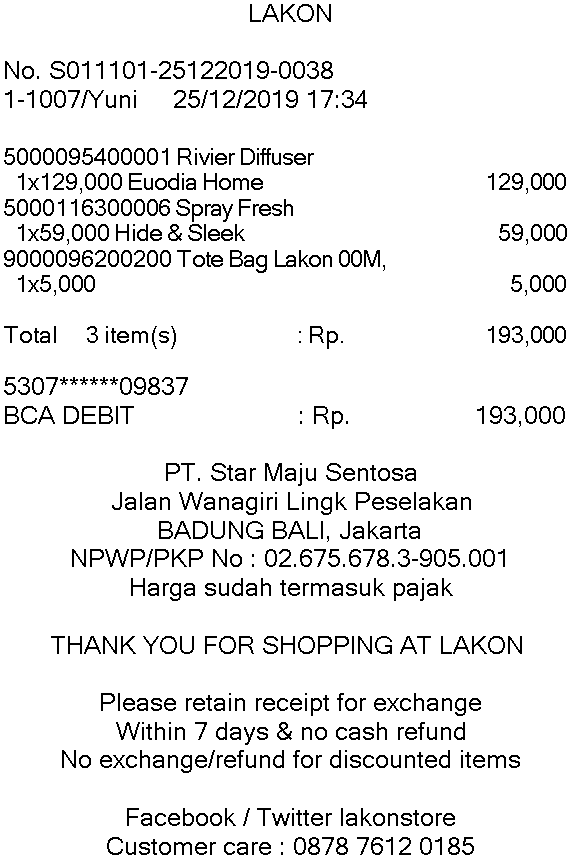 LAKON
No. S011101-25122019-0038
1-1007/Yuni 25/12/2019 17:34
5000095400001 Rivier Diffuser
1x129,000 Euodia Home 129,000
5000116300006 Spray Fresh
1x59,000 Hide & Sleek 59,000
9000096200200 Tote Bag Lakon 00M,
1x5,000 5,000
Total 3 item(s) : Rp. 193,000
5307******09837
BCA DEBIT : Rp. 193,000
PT. Star Maju Sentosa
Jalan Wanagiri Lingk Peselakan
BADUNG BALI, Jakarta
NPWP/PKP No : 02.675.678.3-905.001
Harga sudah termasuk pajak
THANK YOU FOR SHOPPING AT LAKON
Please retain receipt for exchange
Within 7 days & no cash refund
No exchange/refund for discounted items
Facebook / Twitter lakonstore
Customer care : 0878 7612 0185